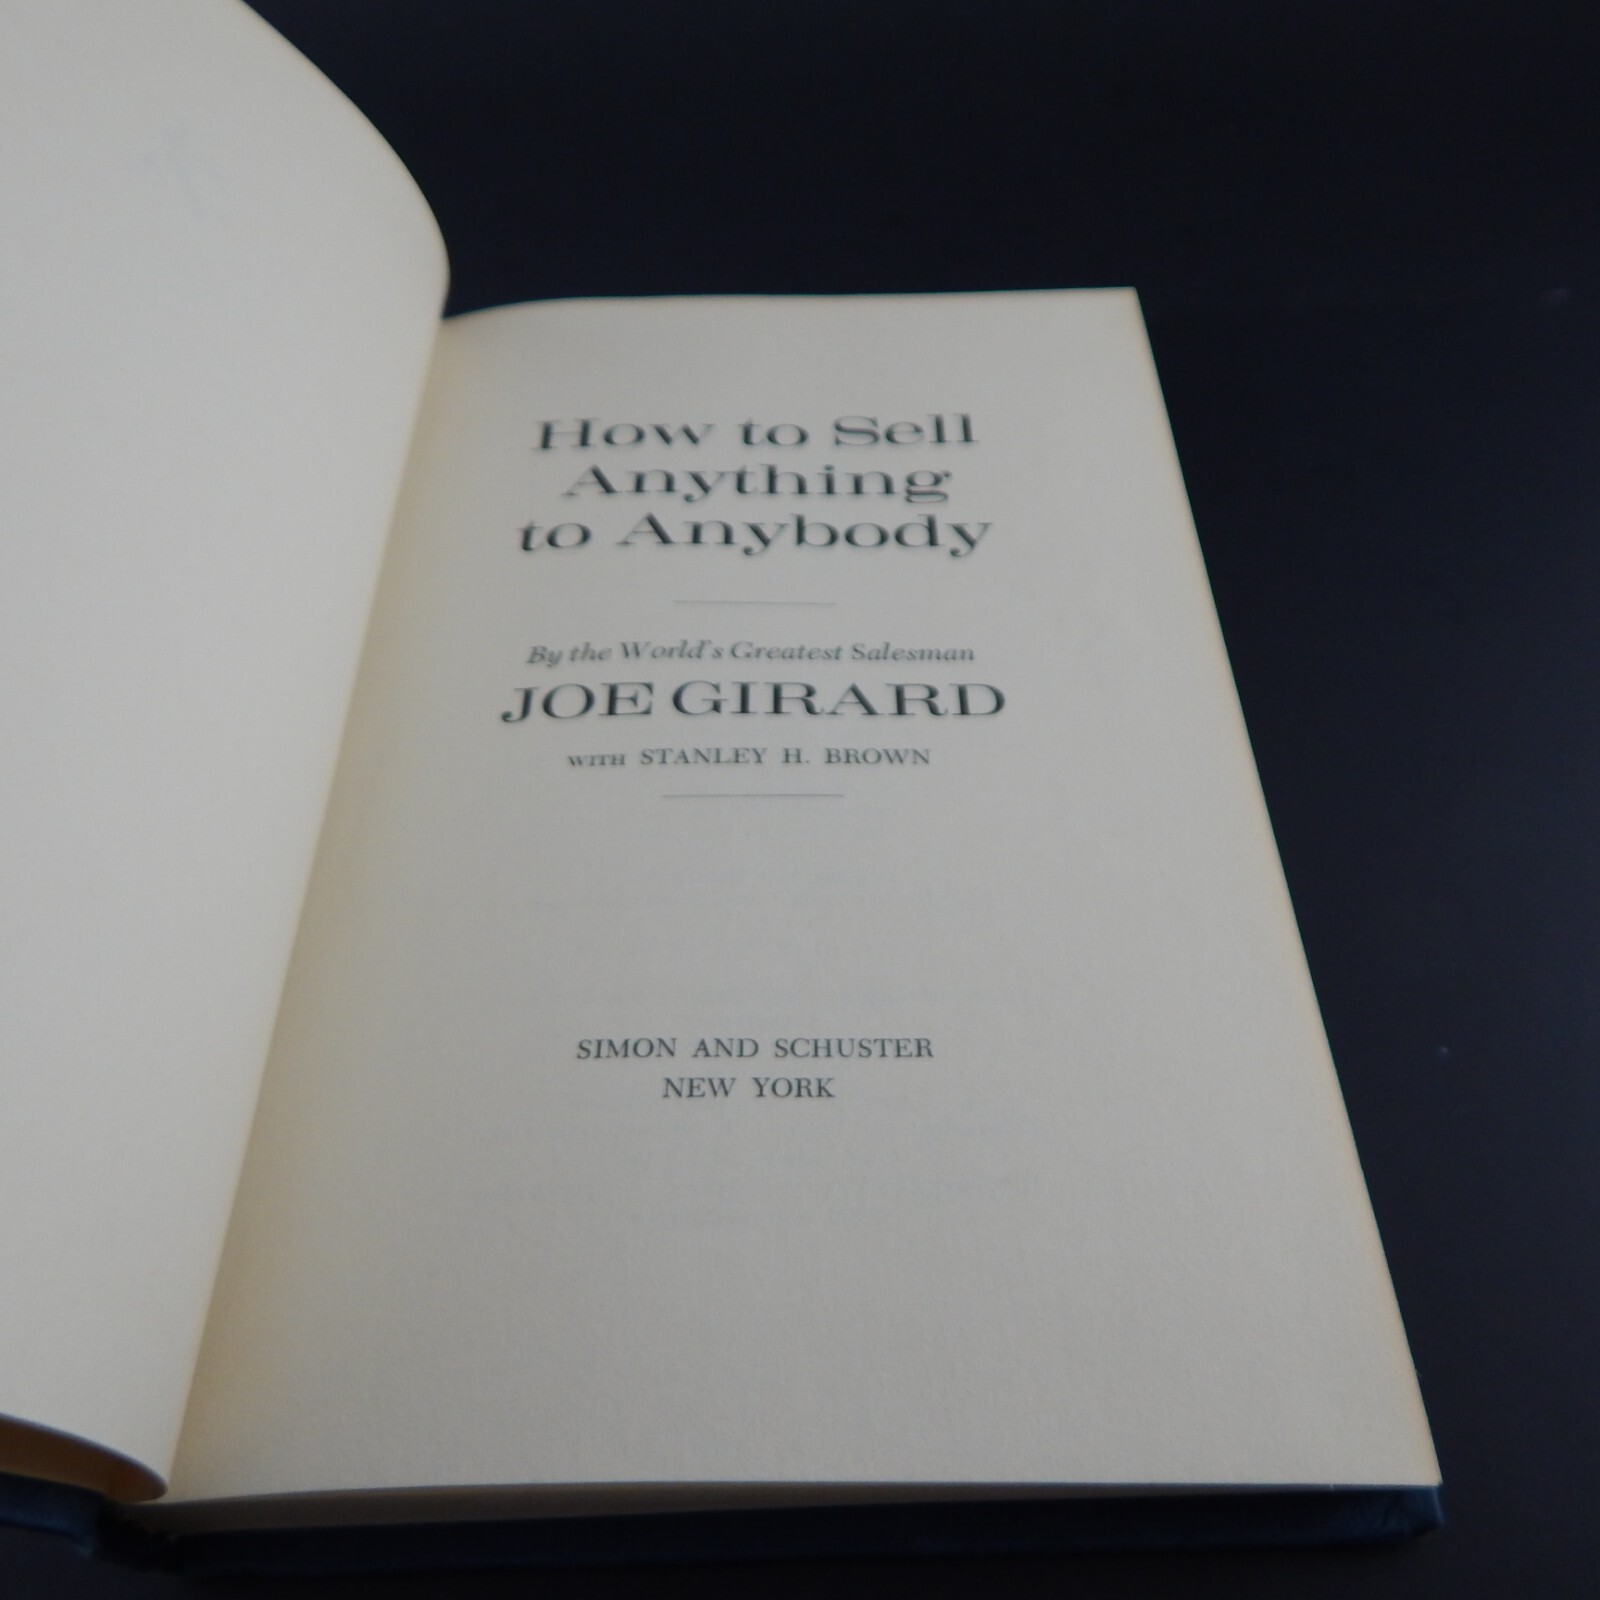 How to Sell
Anything
to Anybody
By the World's Greatest Salesman
JOE GIRARD
WITH STANLEY H. BROWN
SIMON AND SCHUSTER
NEW YORK